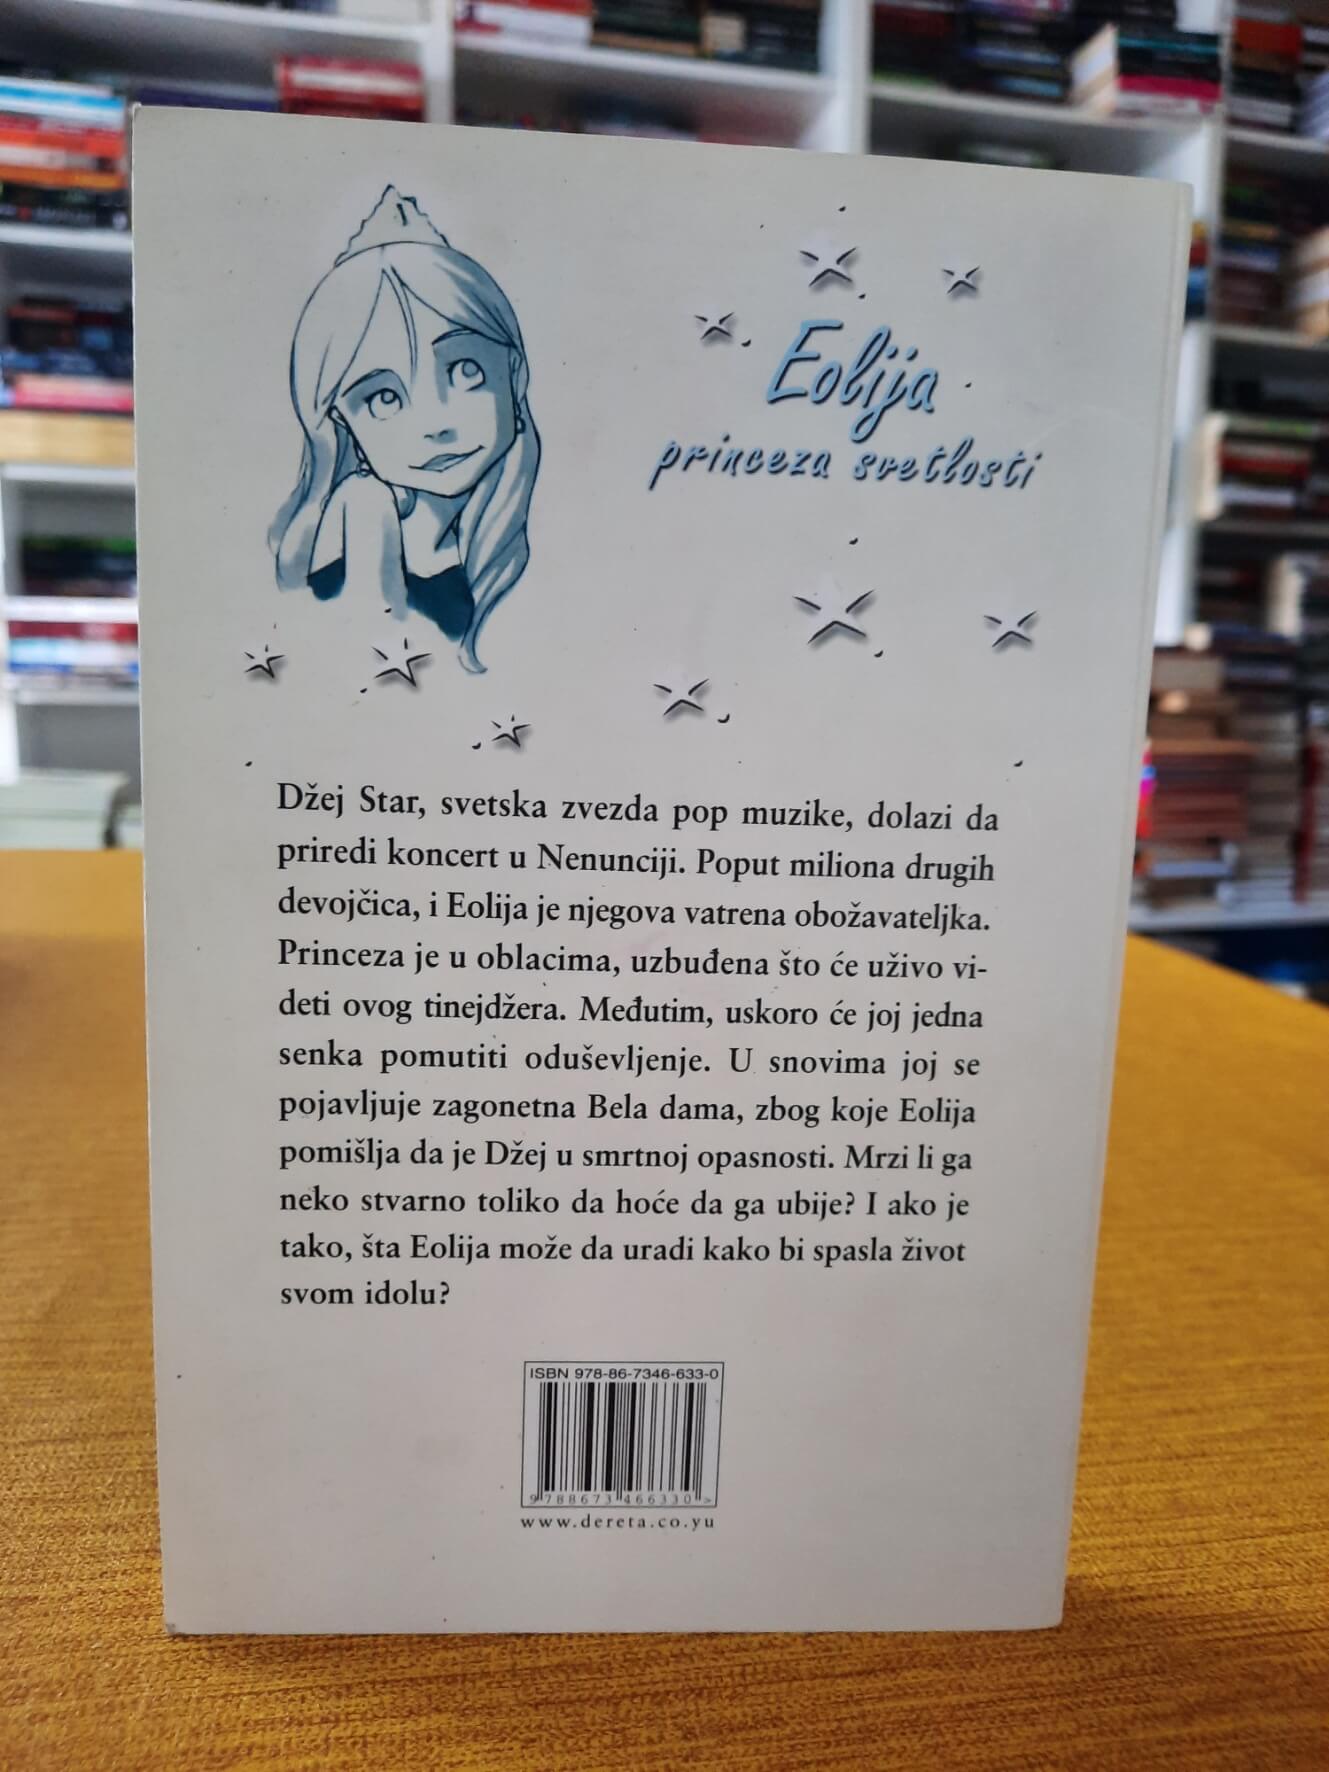 Eolija
princeza svetlosti
Džej Star, svetska zvezda pop muzike, dolazi da
priredi koncert u Nenunciji. Poput miliona drugih
devojčica, i Eolija je njegova vatrena obožavateljka.
Princeza je u oblacima, uzbuđena što će uživo vi-
deti ovog tinejdžera. Međutim, uskoro će joj jedna
senka pomutiti oduševljenje. U snovima joj se
pojavljuje zagonetna Bela dama, zbog koje Eolija
pomišlja da je Džej u smrtnoj opasnosti. Mrzi li ga
neko stvarno toliko da hoće da ga ubije? I ako je
tako, šta Eolija može da uradi kako bi spasla život
svom idolu?
ISBN 978-86-7346-633-0
9 788673 466330 >
www.dereta.co.yu